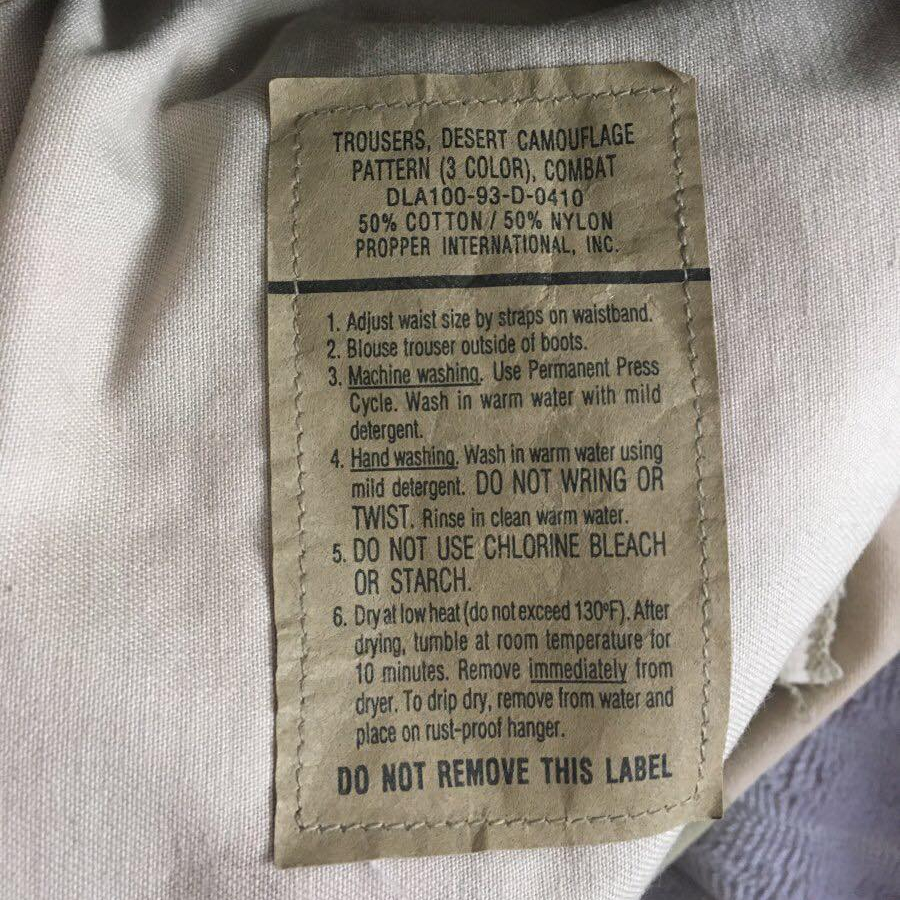 TROUSERS, DESERT CAMOUFLAGE
PATTERN (3 COLOR), COMBAT
DLA100-93-D-0410
50% COTTON / 50% NYLON
PROPPER INTERNATIONAL, INC.
1. Adjust waist size by straps on waistband.
2. Blouse trouser outside of boots.
3. Machine washing. Use Permanent Press
Cycle. Wash in warm water with mild
detergent.
4. Hand washing. Wash in warm water using
mild detergent. DO NOT WRING OR
TWIST. Rinse in clean warm water.
5. DO NOT USE CHLORINE BLEACH
OR STARCH.
6. Dry at low heat (do not exceed 130ºF). After
drying, tumble at room temperature for
10 minutes. Remove immediately from
dryer. To drip dry, remove from water and
place on rust-proof hanger.
DO NOT REMOVE THIS LABEL